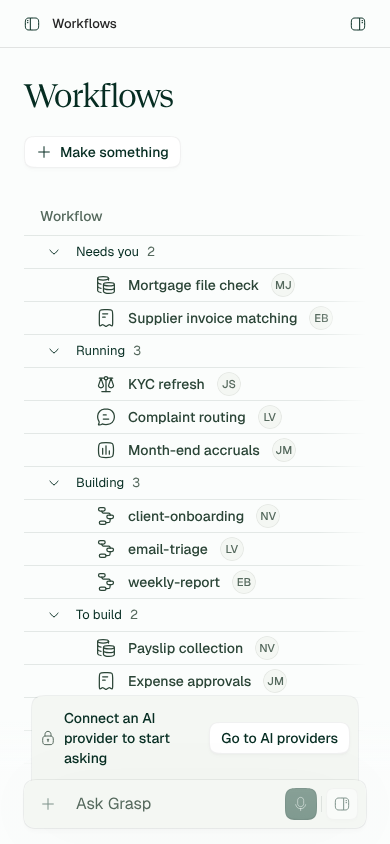 Workflows
Workflows
Make something
Workflow
Needs you 2
Mortgage file check MJ
Supplier invoice matching EB
Running 3
KYC refresh JS
Complaint routing LV
Month-end accruals JM
Building 3
client-onboarding NV
email-triage LV
weekly-report EB
To build 2
Payslip collection NV
Expense approvals JM
Connect an AI
provider to start
asking
Go to AI providers
Ask Grasp